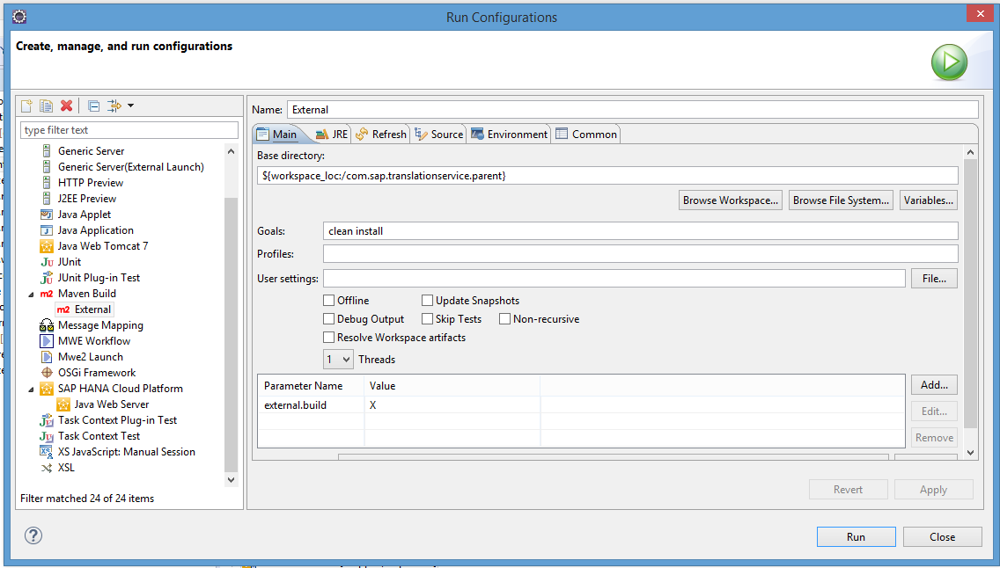 Run Configurations
Create, manage, and run configurations
type filter text
Generic Server
Generic Server(External Launch)
HTTP Preview
J2EE Preview
Java Applet
Java Application
Java Web Tomcat 7
Ju JUnit
JUnit Plug-in Test
m2 Maven Build
m2 External
Message Mapping
MWE Workflow
Mwe2 Launch
OSGi Framework
SAP HANA Cloud Platform
Java Web Server
Task Context Plug-in Test
Task Context Test
XS JavaScript: Manual Session
XSL
Filter matched 24 of 24 items
Name: External
Main JRE Refresh Source Environment Common
Base directory:
${workspace_loc:/com.sap.translationservice.parent}
Browse Workspace... Browse File System... Variables...
Goals: clean install
Profiles:
User settings: File...
Offline Update Snapshots
Debug Output Skip Tests Non-recursive
Resolve Workspace artifacts
1 Threads
Parameter Name Value Add...
external.build X
Edit...
Remove
Revert Apply
? Run Close